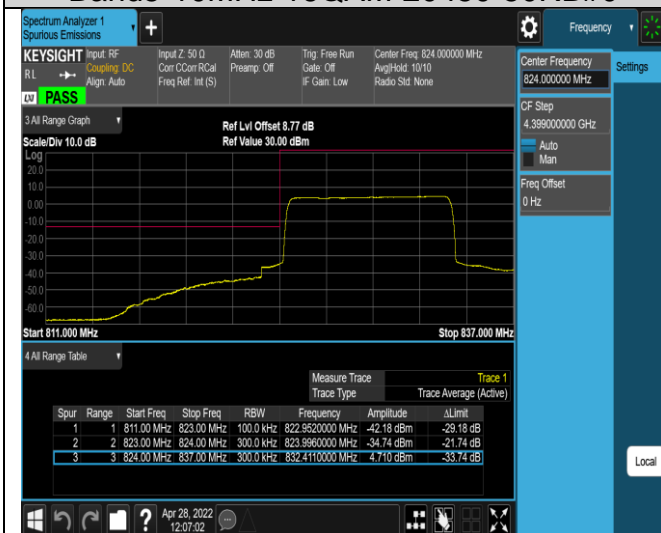 Spectrum Analyzer 1
Spurious Emissions
+
Frequency
KEYSIGHT
RL
Input: RF
Coupling: DC
Align: Auto
Input Z: 50 Ω
Corr CCorr RCal
Freq Ref: Int (S)
Atten: 30 dB
Preamp: Off
Trig: Free Run
Gate: Off
IF Gain: Low
Center Freq: 824.000000 MHz
Avg|Hold: 10/10
Radio Std: None
LXI PASS
Center Frequency
824.000000 MHz
Settings
CF Step
4.399000000 GHz
Auto
Man
Freq Offset
0 Hz
3 All Range Graph
Scale/Div 10.0 dB
Ref Lvl Offset 8.77 dB
Ref Value 30.00 dBm
Log
20.0
10.0
0.00
-10.0
-20.0
-30.0
-40.0
-50.0
-60.0
Start 811.000 MHz Stop 837.000 MHz
4 All Range Table
Measure Trace Trace 1
Trace Type Trace Average (Active)
Spur Range Start Freq Stop Freq RBW Frequency Amplitude ΔLimit
1 1 811.00 MHz 823.00 MHz 100.0 kHz 822.9520000 MHz -42.18 dBm -29.18 dB
2 2 823.00 MHz 824.00 MHz 300.0 kHz 823.9960000 MHz -34.74 dBm -21.74 dB
3 3 824.00 MHz 837.00 MHz 300.0 kHz 832.4110000 MHz 4.710 dBm -33.74 dB
Local
?
Apr 28, 2022
12:07:02